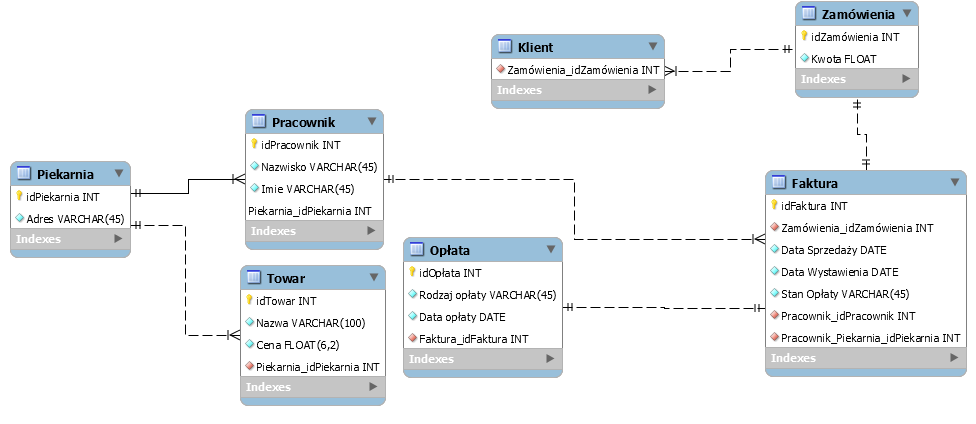 Zamówienia
idZamówienia INT
Kwota FLOAT
Indexes
Klient
Zamówienia_idZamówienia INT
Indexes
Pracownik
idPracownik INT
Nazwisko VARCHAR(45)
Imie VARCHAR(45)
Piekarnia_idPiekarnia INT
Indexes
Piekarnia
idPiekarnia INT
Adres VARCHAR(45)
Indexes
Faktura
idFaktura INT
Zamówienia_idZamówienia INT
Data Sprzedaży DATE
Data Wystawienia DATE
Stan Opłaty VARCHAR(45)
Pracownik_idPracownik INT
Pracownik_Piekarnia_idPiekarnia INT
Indexes
Opłata
idOpłata INT
Rodzaj opłaty VARCHAR(45)
Data opłaty DATE
Faktura_idFaktura INT
Indexes
Towar
idTowar INT
Nazwa VARCHAR(100)
Cena FLOAT(6,2)
Piekarnia_idPiekarnia INT
Indexes